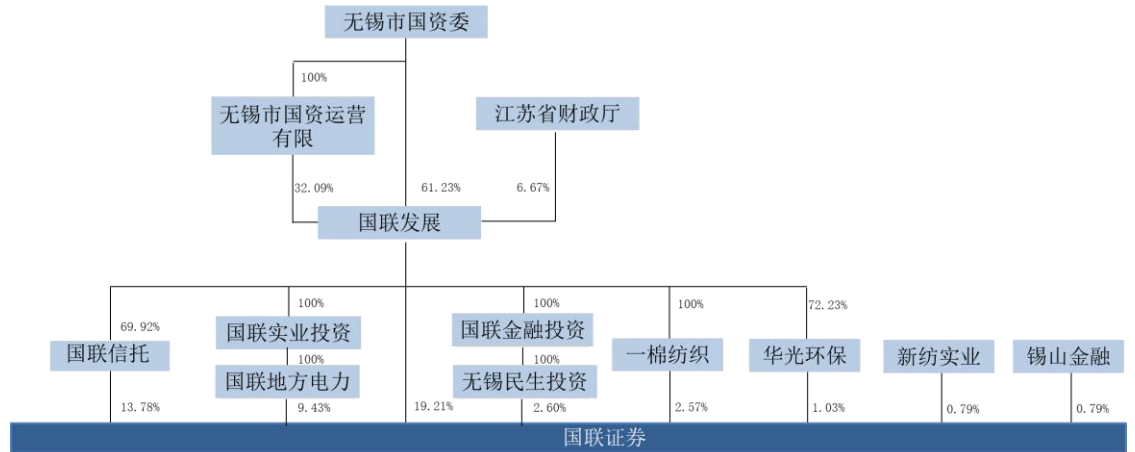 无锡市国资委
100%
无锡市国资运营
有限
江苏省财政厅
32.09%
61.23%
6.67%
国联发展
100%
100%
100%
72.23%
69.92%
国联实业投资
国联金融投资
国联信托
100%
100%
一棉纺织
华光环保
新纺实业
锡山金融
国联地方电力
无锡民生投资
13.78%
9.43%
19.21%
2.60%
2.57%
1.03%
0.79%
0.79%
国联证券